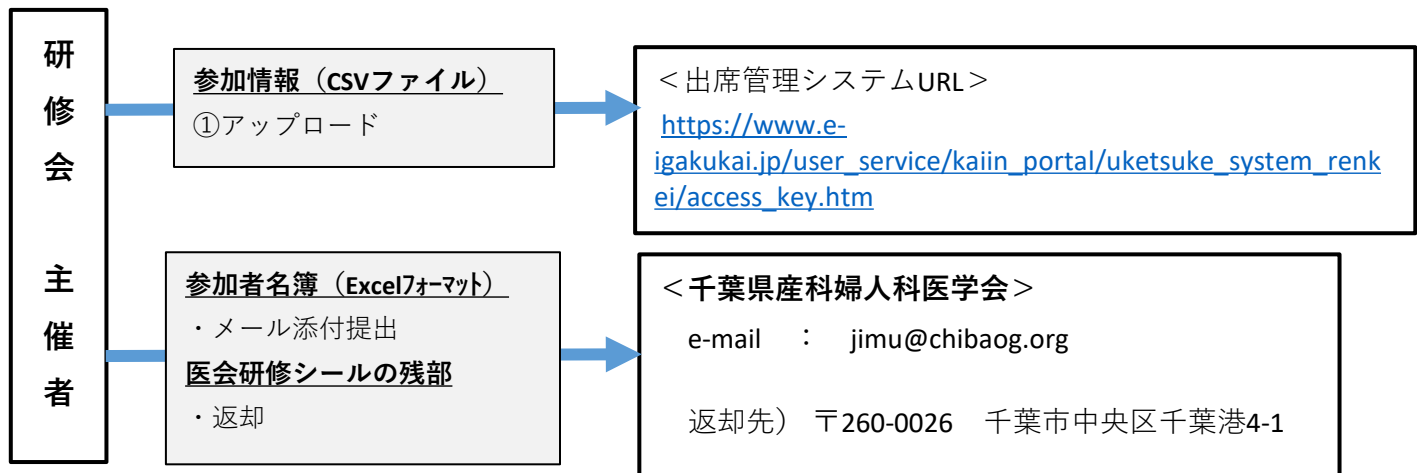 研修会 主催者
参加情報（CSVファイル）
①アップロード
＜出席管理システムURL＞
https://www.e-
igakukai.jp/user_service/kaiin_portal/uketsuke_system_renk
ei/access_key.htm
参加者名簿（Excelﾌｫｰﾏｯﾄ）
・メール添付提出
医会研修シールの残部
・返却
＜千葉県産科婦人科医学会＞
e-mail ： jimu@chibaog.org
返却先） 〒260-0026 千葉市中央区千葉港4-1